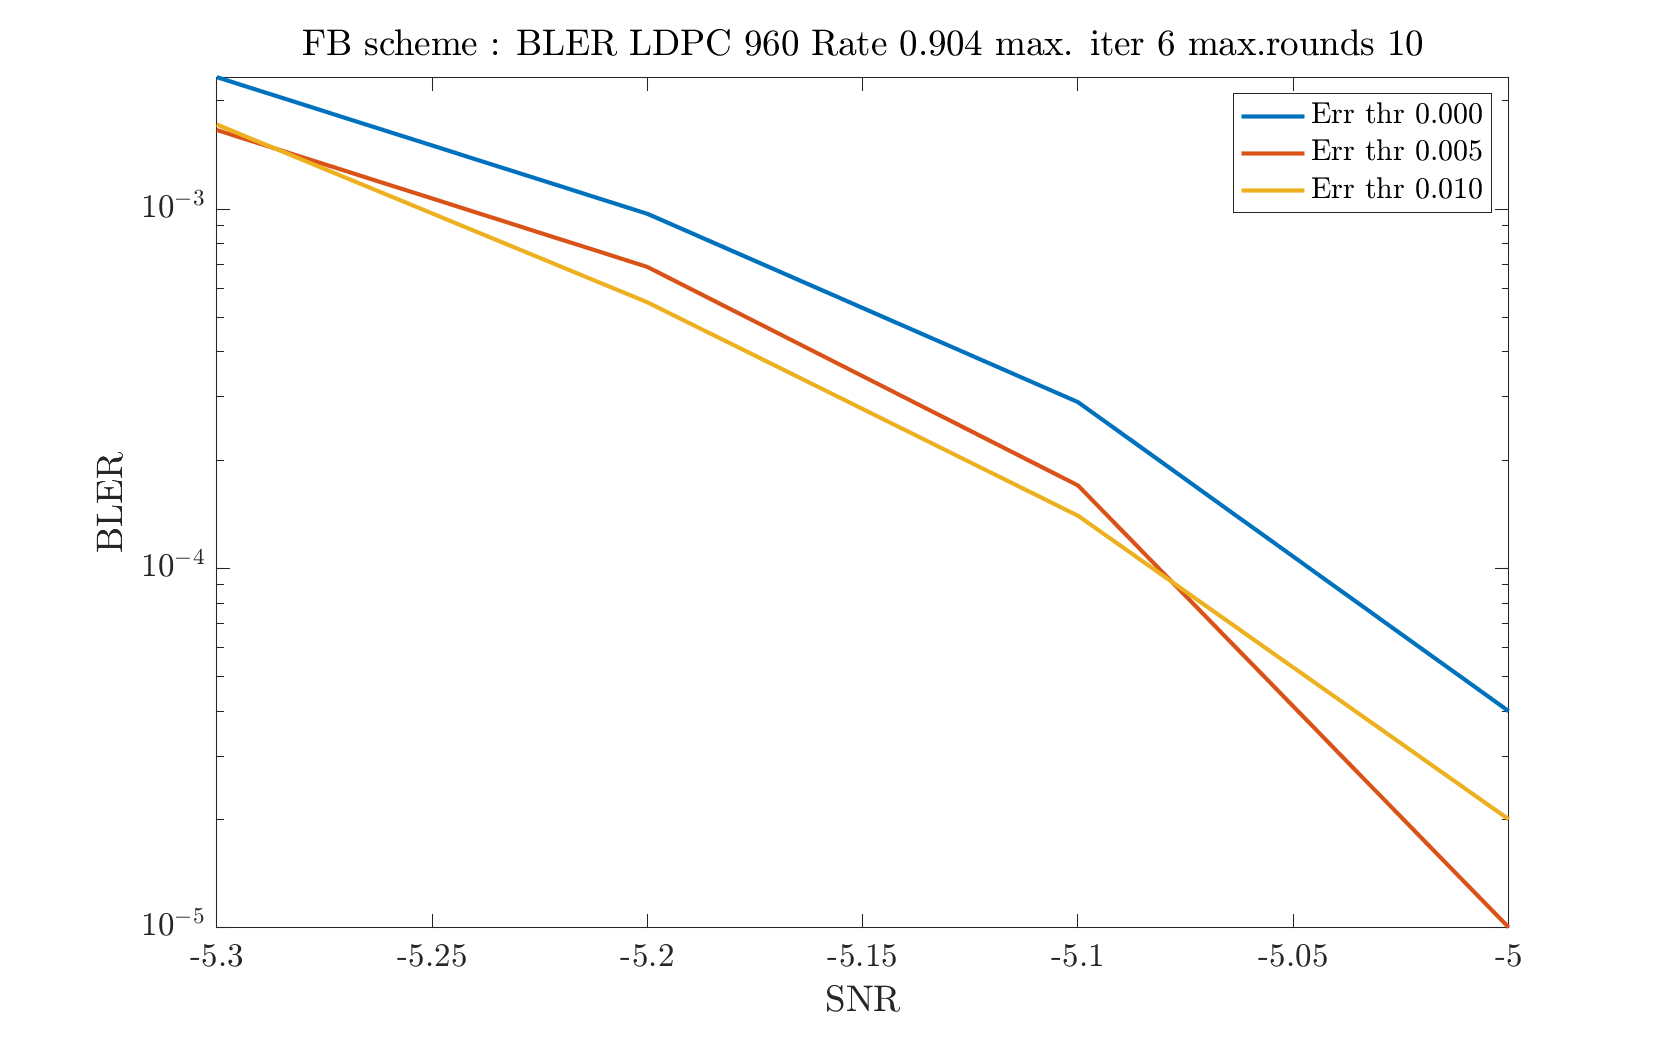 FB scheme : BLER LDPC 960 Rate 0.904 max. iter 6 max.rounds 10
Err thr 0.000
Err thr 0.005
Err thr 0.010
10⁻³
10⁻⁴
10⁻⁵
BLER
-5.3 -5.25 -5.2 -5.15 -5.1 -5.05 -5
SNR